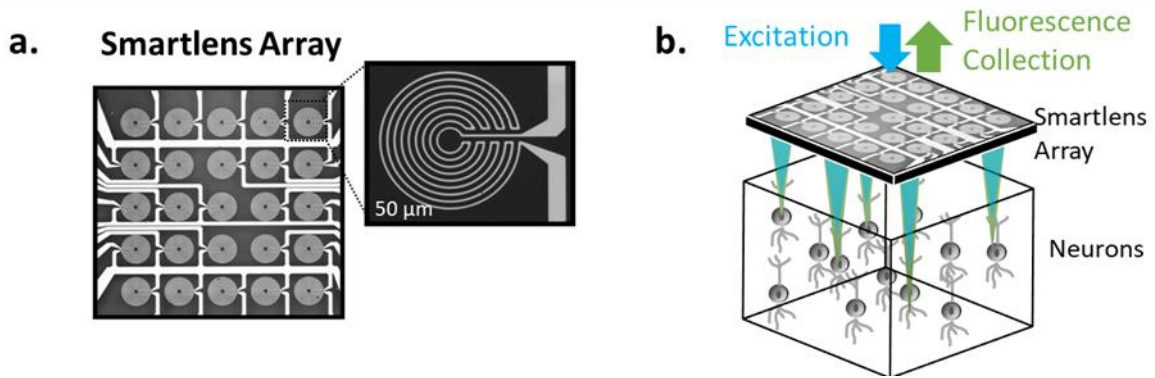 a.
Smartlens Array
50 µm
b.
Excitation
Fluorescence
Collection
Smartlens
Array
Neurons